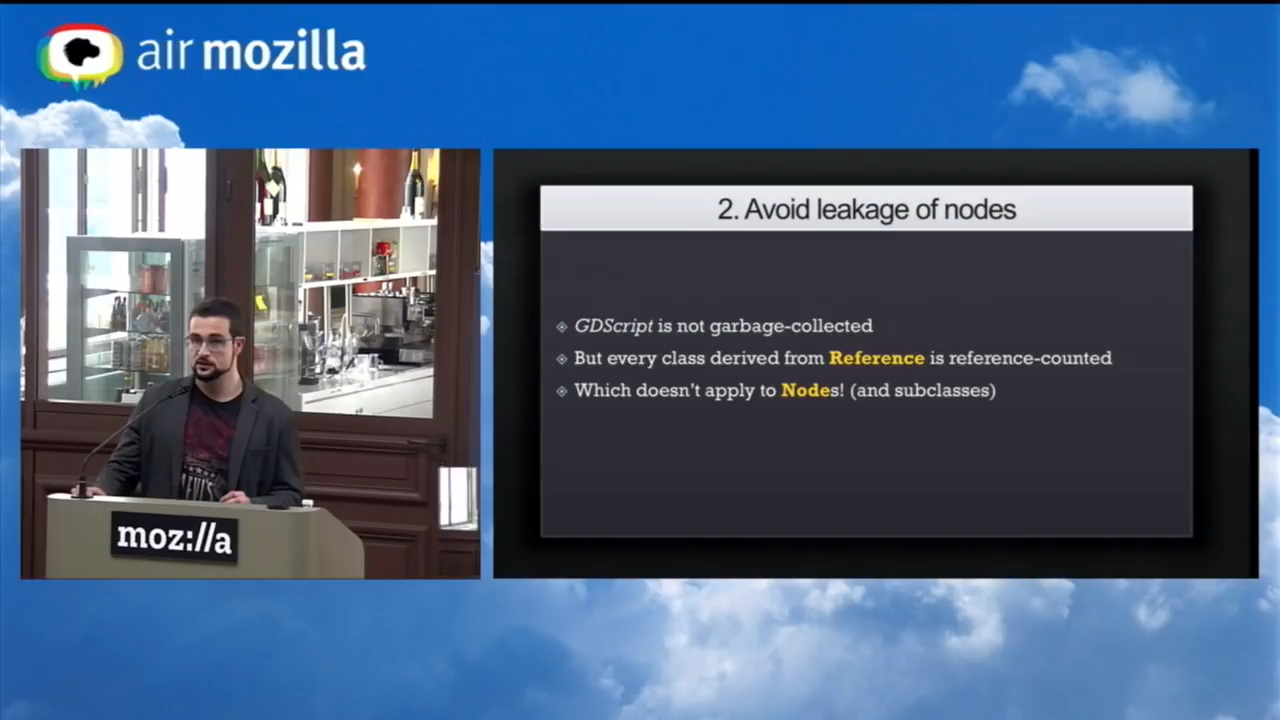 air mozilla
2. Avoid leakage of nodes
GDScript is not garbage-collected
But every class derived from Reference is reference-counted
Which doesn't apply to Nodes! (and subclasses)
moz://a